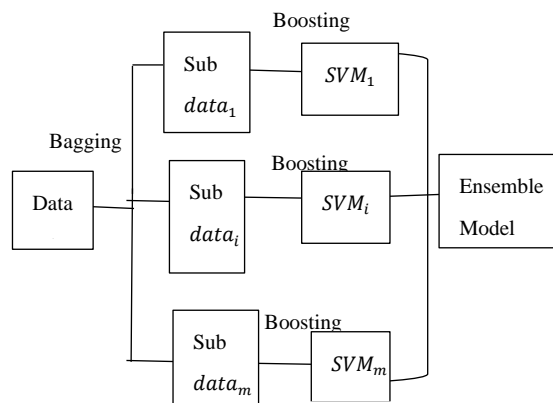 Boosting
Sub
data₁
SVM₁
Bagging
Boosting
Data
Sub
dataᵢ
SVMᵢ
Ensemble
Model
Boosting
Sub
dataₘ
SVMₘ